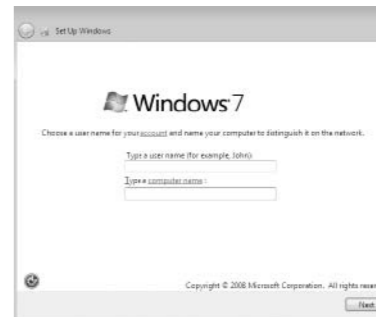 Set Up Windows
Windows 7
Choose a user name for your account and name your computer to distinguish it on the network.
Type a user name (for example, John):
Type a computer name :
Copyright © 2008 Microsoft Corporation. All rights reser
Next